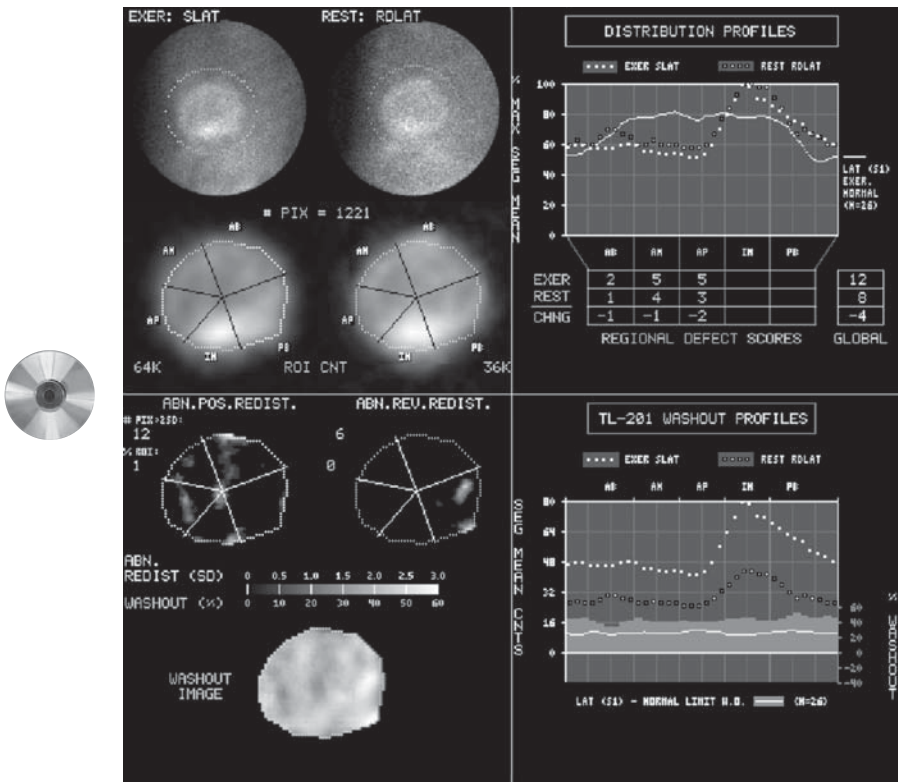 EXER: SLAT
REST: RDLAT
# PIX = 1221
AB
AM
AP
IM
PB
AB
AM
AP
IM
PB
64K
ROI CNT
36K
DISTRIBUTION PROFILES
EXER SLAT
REST RDLAT
% MAX SEG MEAN
100
80
60
40
20
0
LAT (S1)
EXER.
NORMAL
(N=26)
AB AM AP IM PB
EXER 2 5 5 12
REST 1 4 3 8
CHNG -1 -1 -2 -4
REGIONAL DEFECT SCORES GLOBAL
ABN.POS.REDIST.
ABN.REV.REDIST.
# PIX>2SD:
12
6
% ROI:
1
0
ABN.
REDIST (SD) 0 0.5 1.0 1.5 2.0 2.5 3.0
WASHOUT (%) 0 10 20 30 40 50 60
WASHOUT
IMAGE
TL-201 WASHOUT PROFILES
EXER SLAT
REST RDLAT
AB AM AP IM PB
SEG MEAN CNTS
80
64
48
32
16
0
60
40
20
0
-20
-40
% WASHOUT
LAT (S1) - NORMAL LIMIT W.O. (N=26)